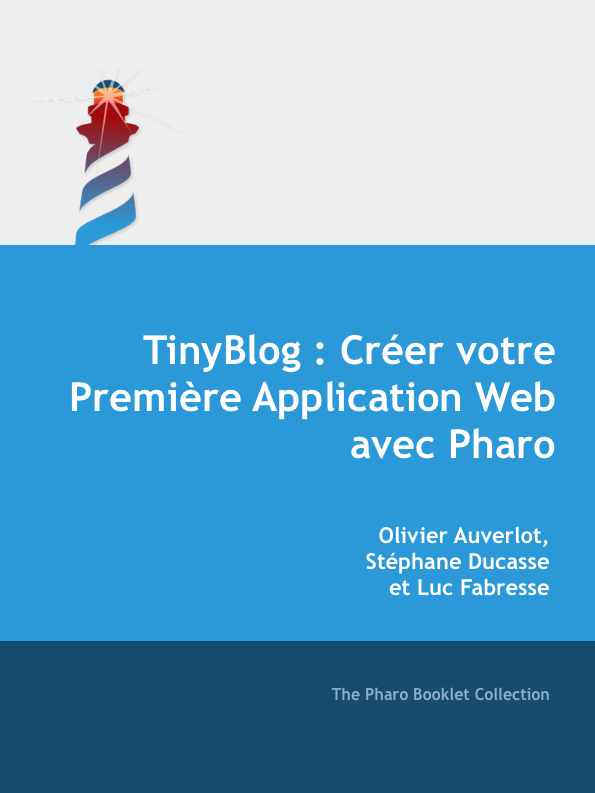 TinyBlog : Créer votre
Première Application Web
avec Pharo
Olivier Auverlot,
Stéphane Ducasse
et Luc Fabresse
The Pharo Booklet Collection